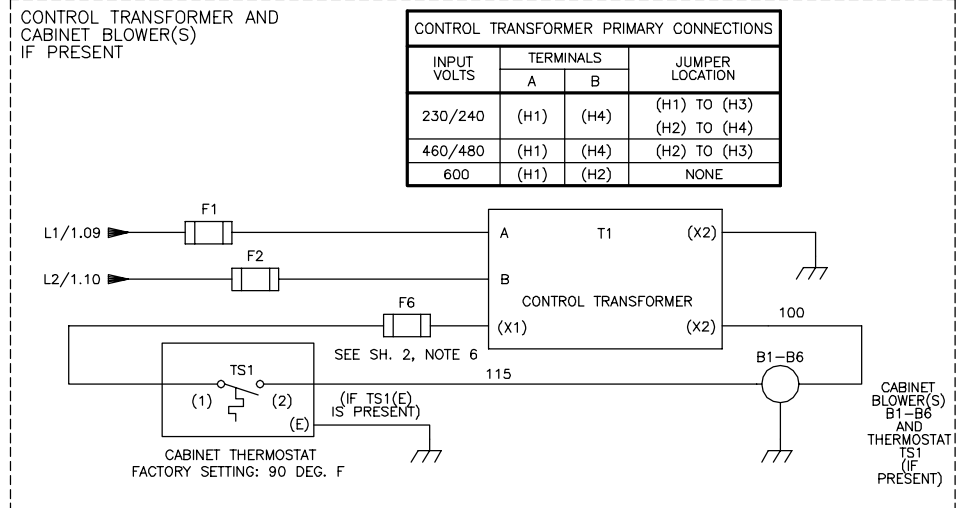 CONTROL TRANSFORMER AND
CABINET BLOWER(S)
IF PRESENT
CONTROL TRANSFORMER PRIMARY CONNECTIONS
INPUT VOLTS TERMINALS JUMPER LOCATION
A B
230/240 (H1) (H4) (H1) TO (H3)
(H2) TO (H4)
460/480 (H1) (H4) (H2) TO (H3)
600 (H1) (H2) NONE
F1
L1/1.09 A T1 (X2)
F2
L2/1.10 B
CONTROL TRANSFORMER
F6
(X1) (X2) 100
SEE SH. 2, NOTE 6
115
B1-B6
TS1
(1) (2)
(IF TS1(E)
IS PRESENT)
(E)
CABINET THERMOSTAT
FACTORY SETTING: 90 DEG. F
CABINET
BLOWER(S)
B1-B6
AND
THERMOSTAT
TS1
(IF
PRESENT)